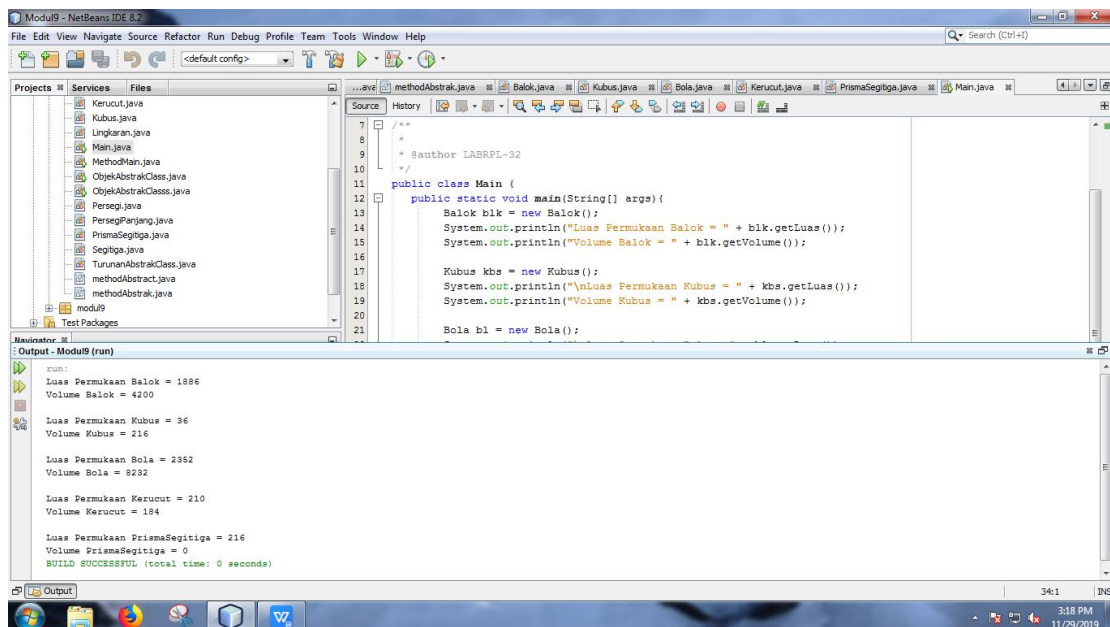 Modul9 - NetBeans IDE 8.2
File Edit View Navigate Source Refactor Run Debug Profile Team Tools Window Help
Search (Ctrl+I)
<default config>
Projects Services Files
...ava methodAbstrak.java Balok.java Kubus.java Bola.java Kerucut.java PrismaSegitiga.java Main.java
Source History
Kerucut.java
Kubus.java
Lingkaran.java
Main.java
MethodMain.java
ObjekAbstrakClass.java
ObjekAbstrakClasss.java
Persegi.java
PersegiPanjang.java
PrismaSegitiga.java
Segitiga.java
TurunanAbstrakClass.java
methodAbstract.java
methodAbstrak.java
modul9
Test Packages
Navigator
7 /**
8 *
9 * @author LABRPL-32
10 */
11 public class Main {
12 public static void main(String[] args){
13 Balok blk = new Balok();
14 System.out.println("Luas Permukaan Balok = " + blk.getLuas());
15 System.out.println("Volume Balok = " + blk.getVolume());
16
17 Kubus kbs = new Kubus();
18 System.out.println("\nLuas Permukaan Kubus = " + kbs.getLuas());
19 System.out.println("Volume Kubus = " + kbs.getVolume());
20
21 Bola bl = new Bola();
Output - Modul9 (run)
run:
Luas Permukaan Balok = 1886
Volume Balok = 4200
Luas Permukaan Kubus = 36
Volume Kubus = 216
Luas Permukaan Bola = 2352
Volume Bola = 8232
Luas Permukaan Kerucut = 210
Volume Kerucut = 184
Luas Permukaan PrismaSegitiga = 216
Volume PrismaSegitiga = 0
BUILD SUCCESSFUL (total time: 0 seconds)
Output
34:1 INS
3:18 PM
11/29/2019